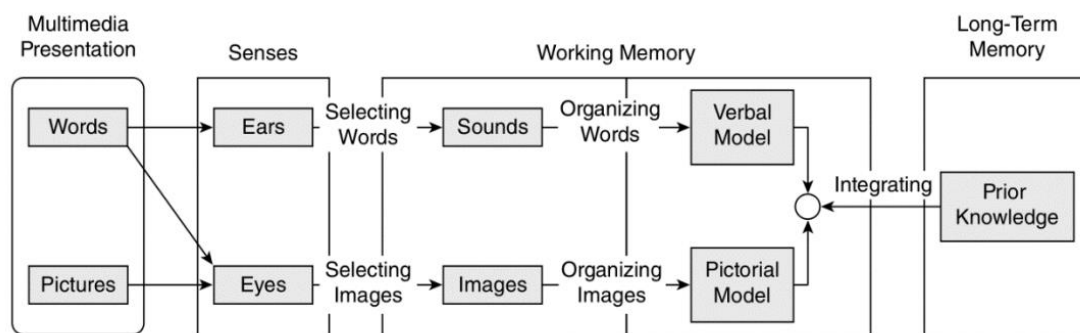 Multimedia
Presentation
Senses
Working Memory
Long-Term
Memory
Words
Ears
Selecting
Words
Sounds
Organizing
Words
Verbal
Model
Integrating
Prior
Knowledge
Pictures
Eyes
Selecting
Images
Images
Organizing
Images
Pictorial
Model